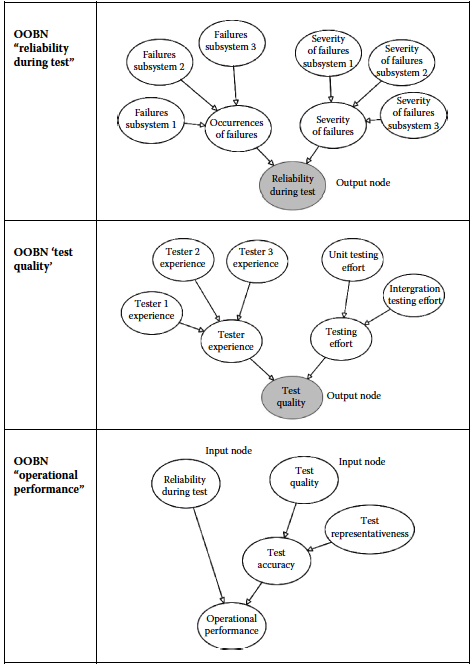 OOBN
“reliability
during test”
Failures
subsystem 3
Failures
subsystem 2
Failures
subsystem 1
Occurrences
of failures
Severity
of failures
subsystem 1
Severity
of failures
subsystem 2
Severity
of failures
subsystem 3
Severity
of failures
Reliability
during test
Output node
OOBN ‘test
quality’
Tester 2
experience
Tester 3
experience
Tester 1
experience
Tester
experience
Unit testing
effort
Intergration
testing effort
Testing
effort
Test
quality
Output node
OOBN
“operational
performance”
Input node
Reliability
during test
Test
quality
Input node
Test
representativeness
Test
accuracy
Operational
performance